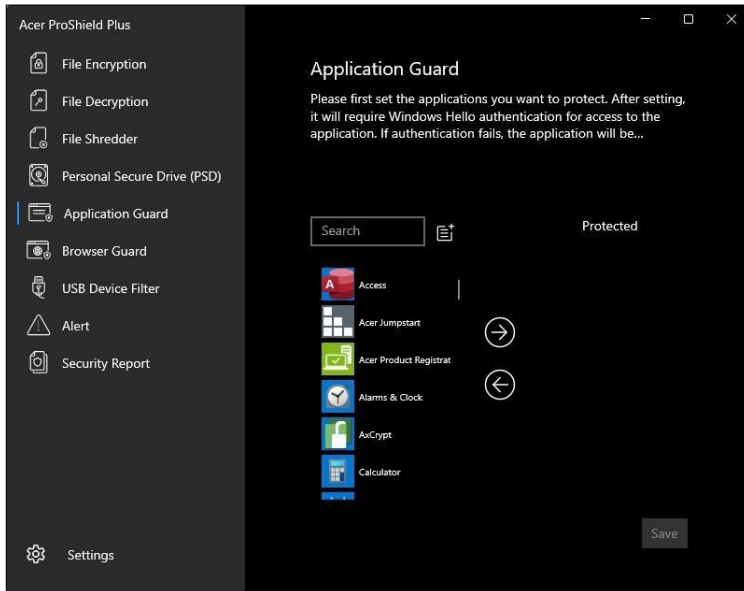 Acer ProShield Plus
File Encryption
File Decryption
File Shredder
Personal Secure Drive (PSD)
Application Guard
Browser Guard
USB Device Filter
Alert
Security Report
Settings
Application Guard
Please first set the applications you want to protect. After setting,
it will require Windows Hello authentication for access to the
application. If authentication fails, the application will be...
Search
Protected
A
Access
Acer Jumpstart
Acer Product Registrat
Alarms & Clock
AxCrypt
Calculator
Save